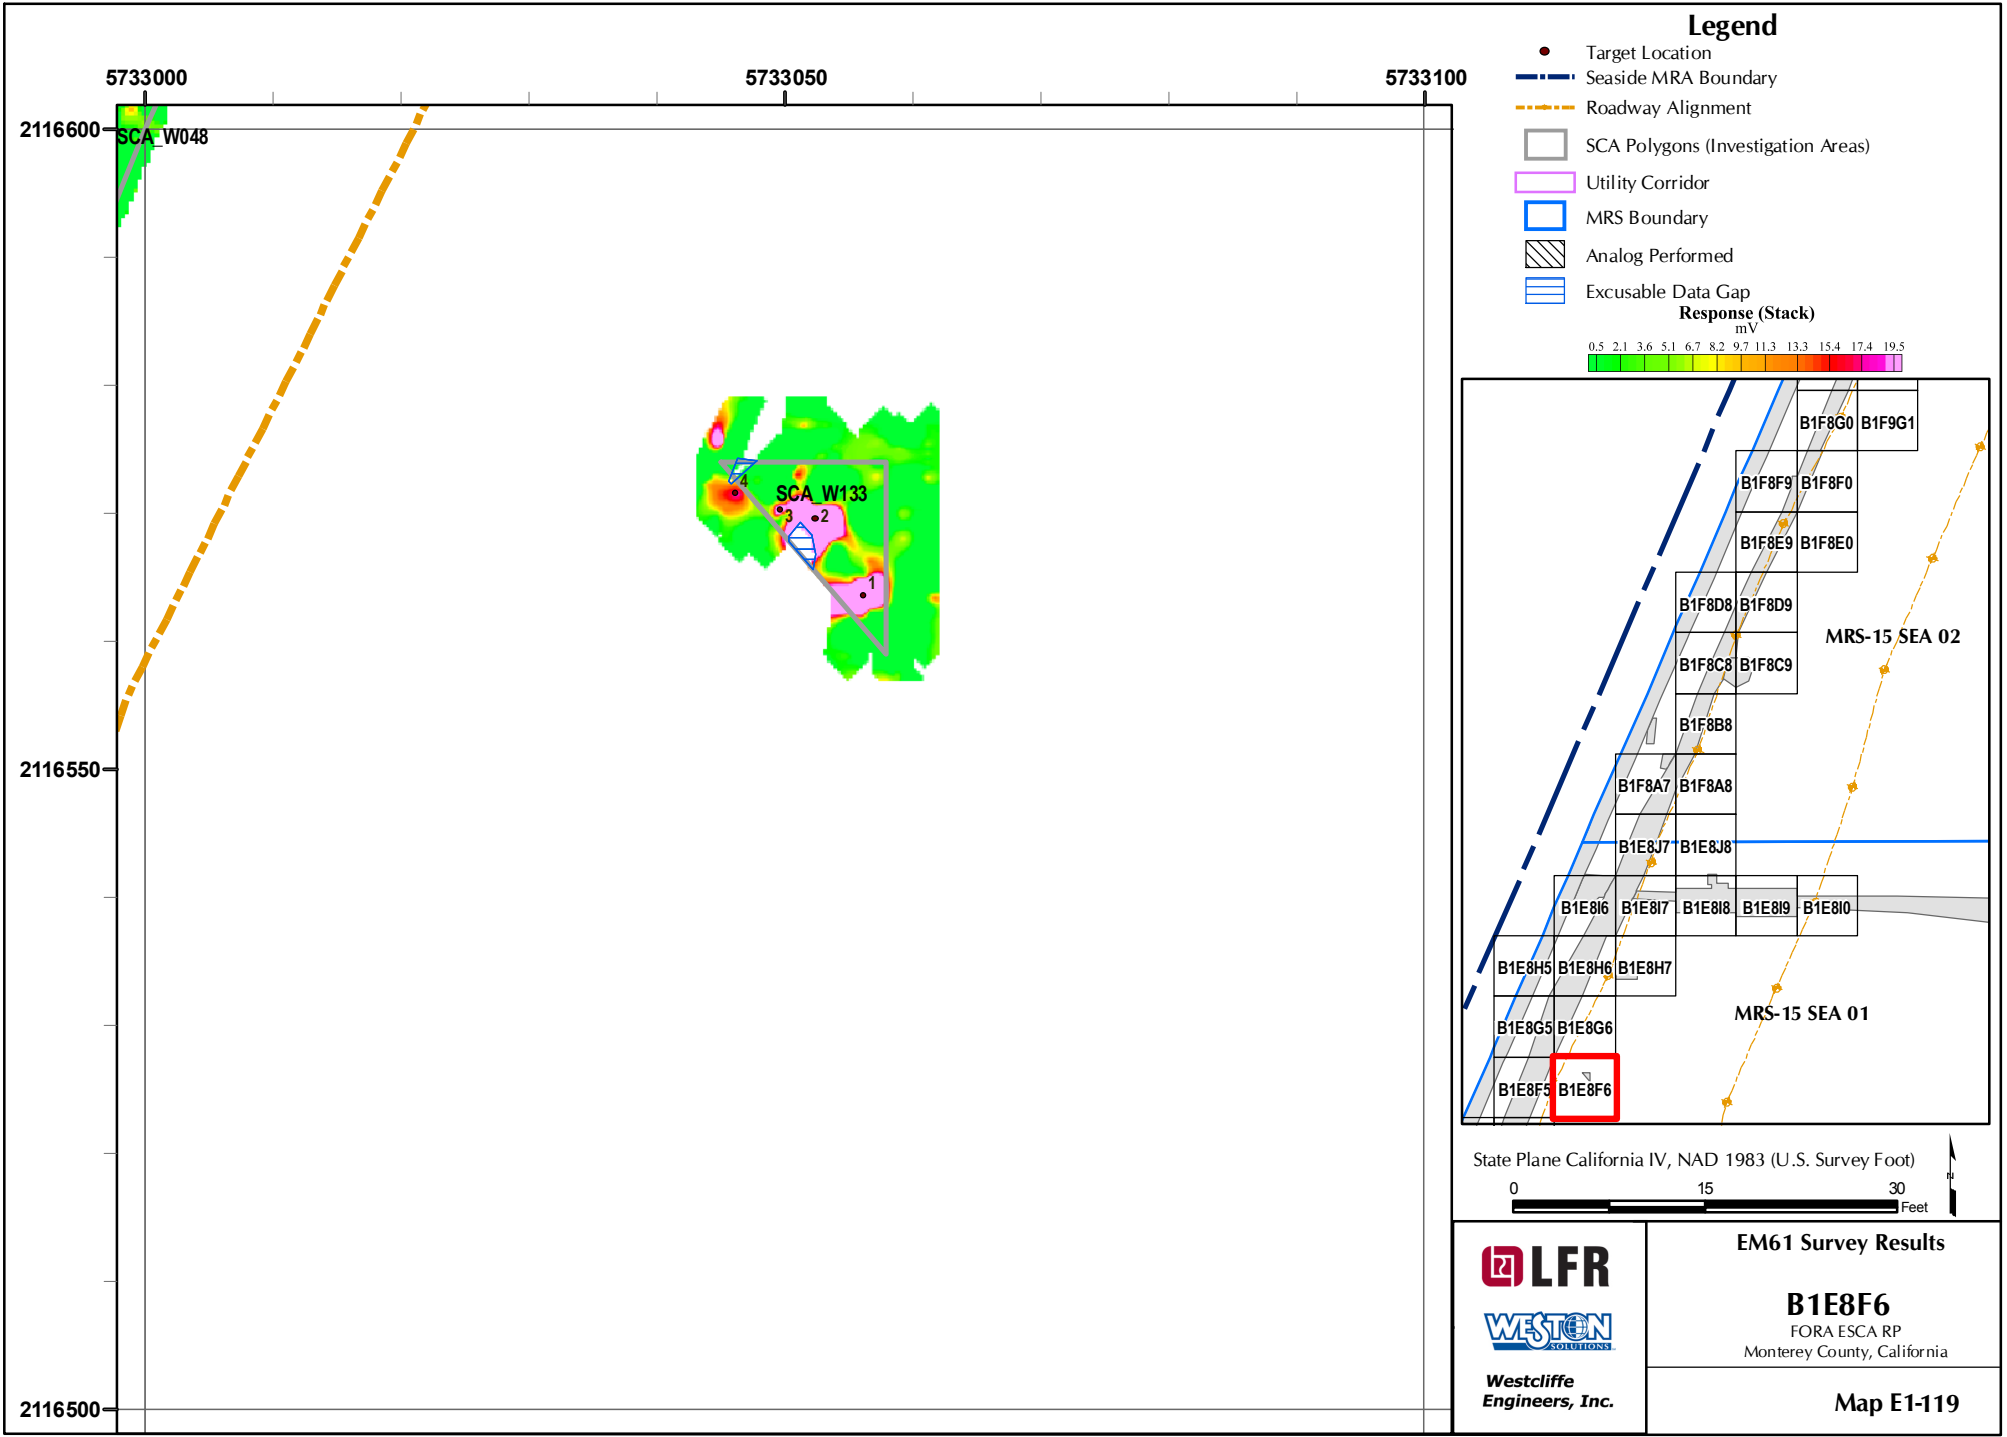 5733000
5733050
5733100
2116600
2116550
2116500
SCA_W048
4
SCA_W133
3
2
1
Legend
Target Location
Seaside MRA Boundary
Roadway Alignment
SCA Polygons (Investigation Areas)
Utility Corridor
MRS Boundary
Analog Performed
Excusable Data Gap
Response (Stack)
mV
0.5 2.1 3.6 5.1 6.7 8.2 9.7 11.3 13.3 15.4 17.4 19.5
B1F8G0 B1F9G1
B1F8F9 B1F8F0
B1F8E9 B1F8E0
B1F8D8 B1F8D9
MRS-15 SEA 02
B1F8C8 B1F8C9
B1F8B8
B1F8A7 B1F8A8
B1E8J7 B1E8J8
B1E8I6 B1E8I7 B1E8I8 B1E8I9 B1E8I0
B1E8H5 B1E8H6 B1E8H7
MRS-15 SEA 01
B1E8G5 B1E8G6
B1E8F5 B1E8F6
State Plane California IV, NAD 1983 (U.S. Survey Foot)
0 15 30
Feet
N
LFR
WESTON
SOLUTIONS
Westcliffe
Engineers, Inc.
EM61 Survey Results
B1E8F6
FORA ESCA RP
Monterey County, California
Map E1-119